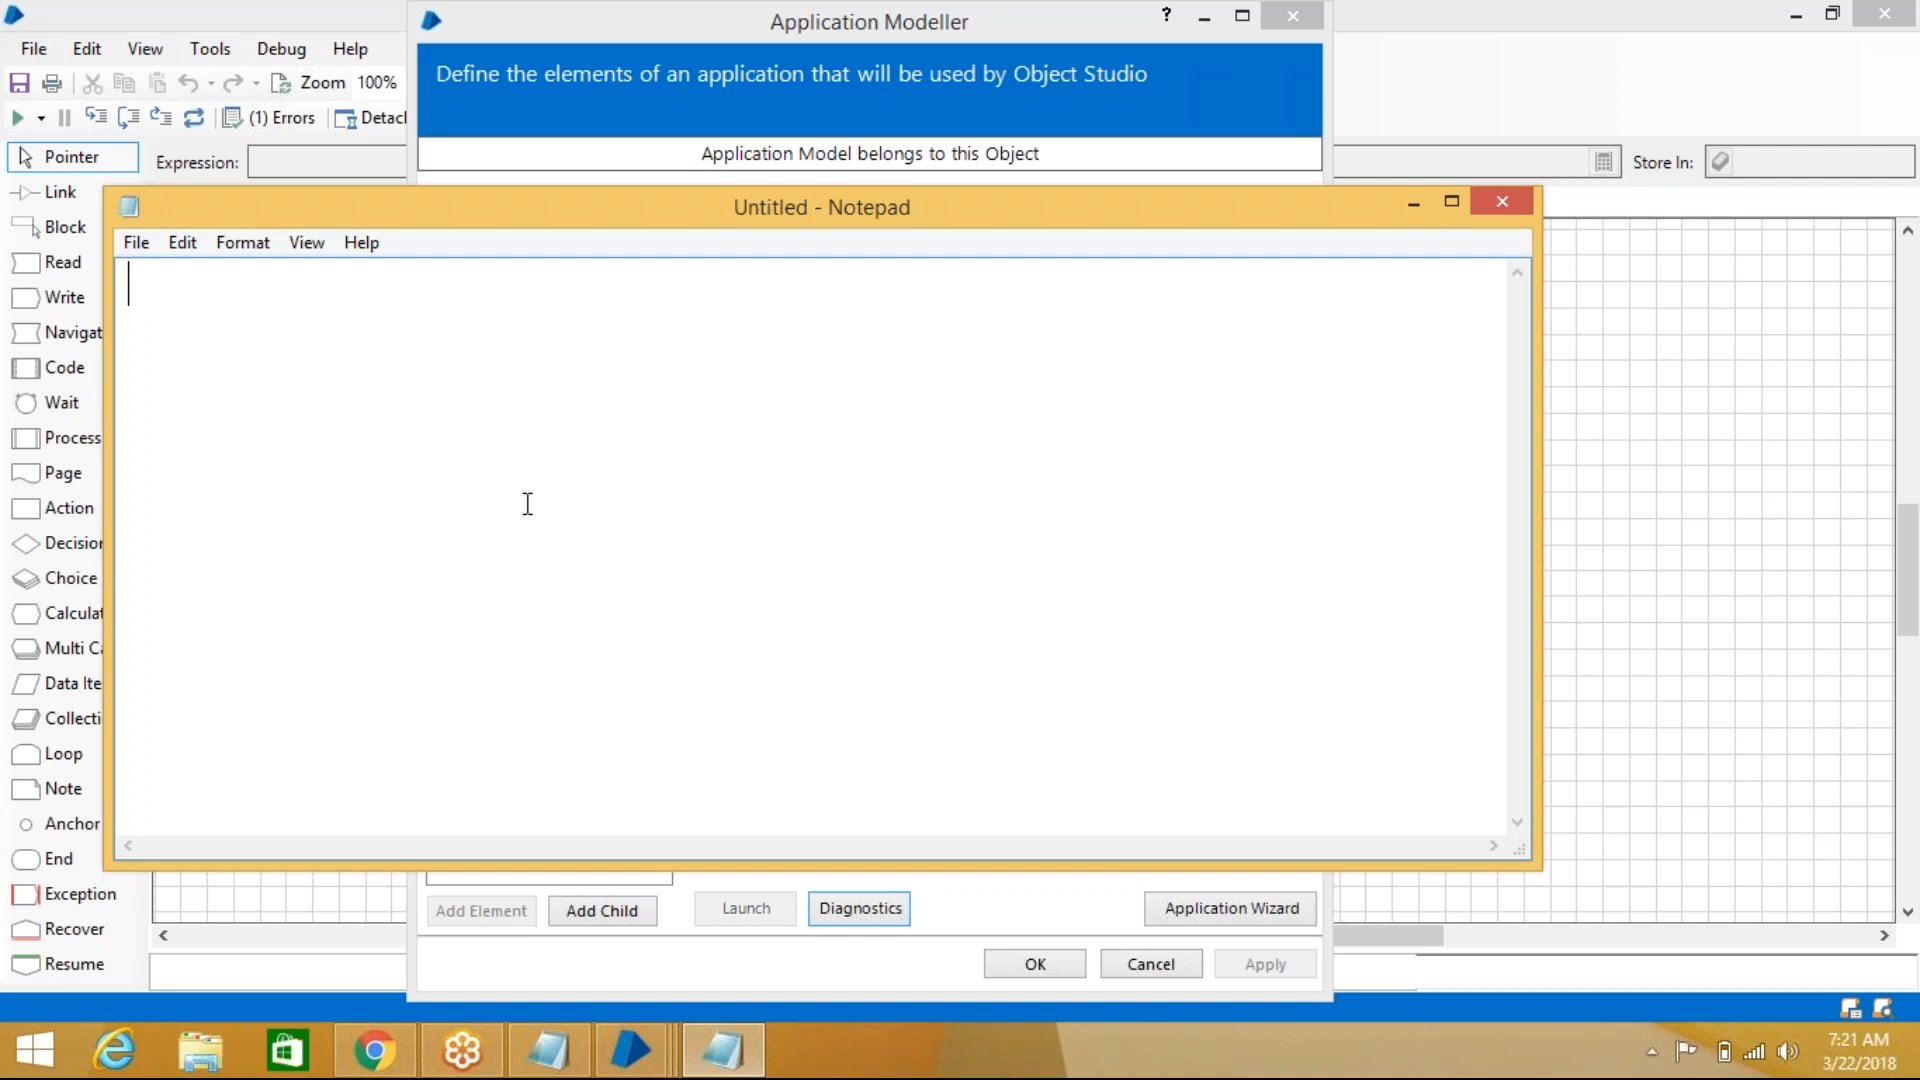 Application Modeller
?
File Edit View Tools Debug Help
Define the elements of an application that will be used by Object Studio
Zoom 100%
(1) Errors
Detacl
Pointer
Expression:
Application Model belongs to this Object
Store In:
Link
Untitled - Notepad
Block
File Edit Format View Help
Read
Write
Navigat
Code
Wait
Process
Page
Action
Decision
Choice
Calculat
Multi Ca
Data Ite
Collecti
Loop
Note
Anchor
End
Exception
Add Element Add Child Launch Diagnostics Application Wizard
Recover
Resume
OK Cancel Apply
7:21 AM
3/22/2018